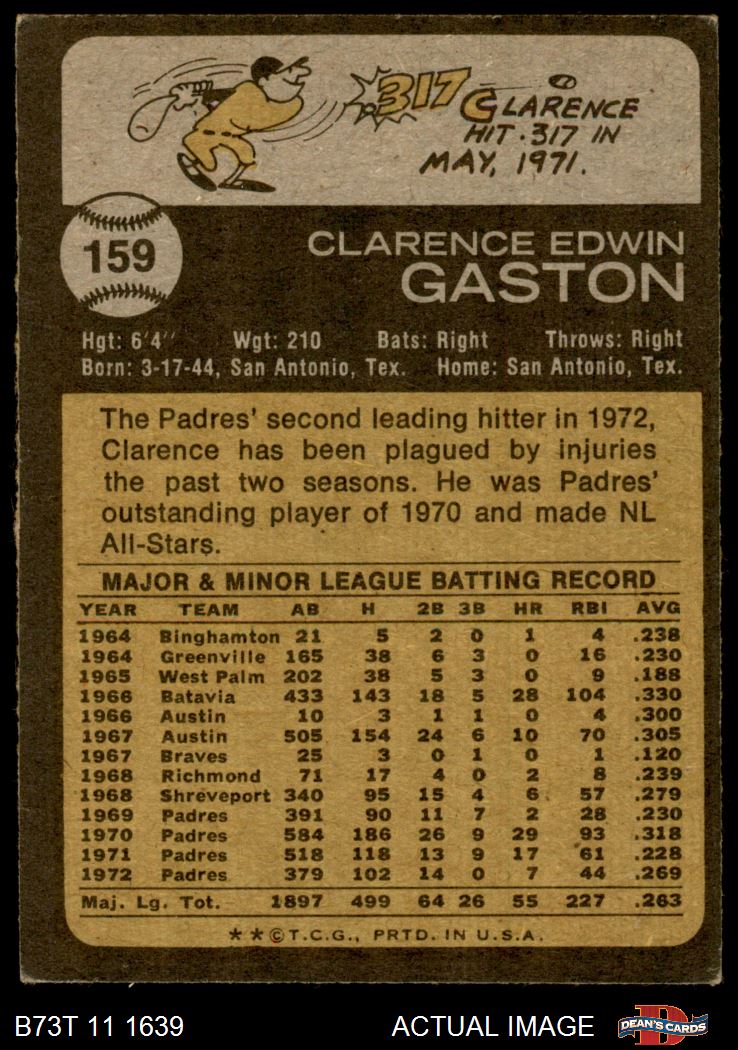 .317 CLARENCE
HIT .317 IN
MAY, 1971.
159
CLARENCE EDWIN
GASTON
Hgt: 6'4'' Wgt: 210 Bats: Right Throws: Right
Born: 3-17-44, San Antonio, Tex. Home: San Antonio, Tex.
The Padres' second leading hitter in 1972,
Clarence has been plagued by injuries
the past two seasons. He was Padres'
outstanding player of 1970 and made NL
All-Stars.
MAJOR & MINOR LEAGUE BATTING RECORD
YEAR TEAM AB H 2B 3B HR RBI AVG
1964 Binghamton 21 5 2 0 1 4 .238
1964 Greenville 165 38 6 3 0 16 .230
1965 West Palm 202 38 5 3 0 9 .188
1966 Batavia 433 143 18 5 28 104 .330
1966 Austin 10 3 1 1 0 4 .300
1967 Austin 505 154 24 6 10 70 .305
1967 Braves 25 3 0 1 0 1 .120
1968 Richmond 71 17 4 0 2 8 .239
1968 Shreveport 340 95 15 4 6 57 .279
1969 Padres 391 90 11 7 2 28 .230
1970 Padres 584 186 26 9 29 93 .318
1971 Padres 518 118 13 9 17 61 .228
1972 Padres 379 102 14 0 7 44 .269
Maj. Lg. Tot. 1897 499 64 26 55 227 .263
**©T.C.G., PRTD. IN U.S.A.
B73T 11 1639 ACTUAL IMAGE D DEAN'S CARDS